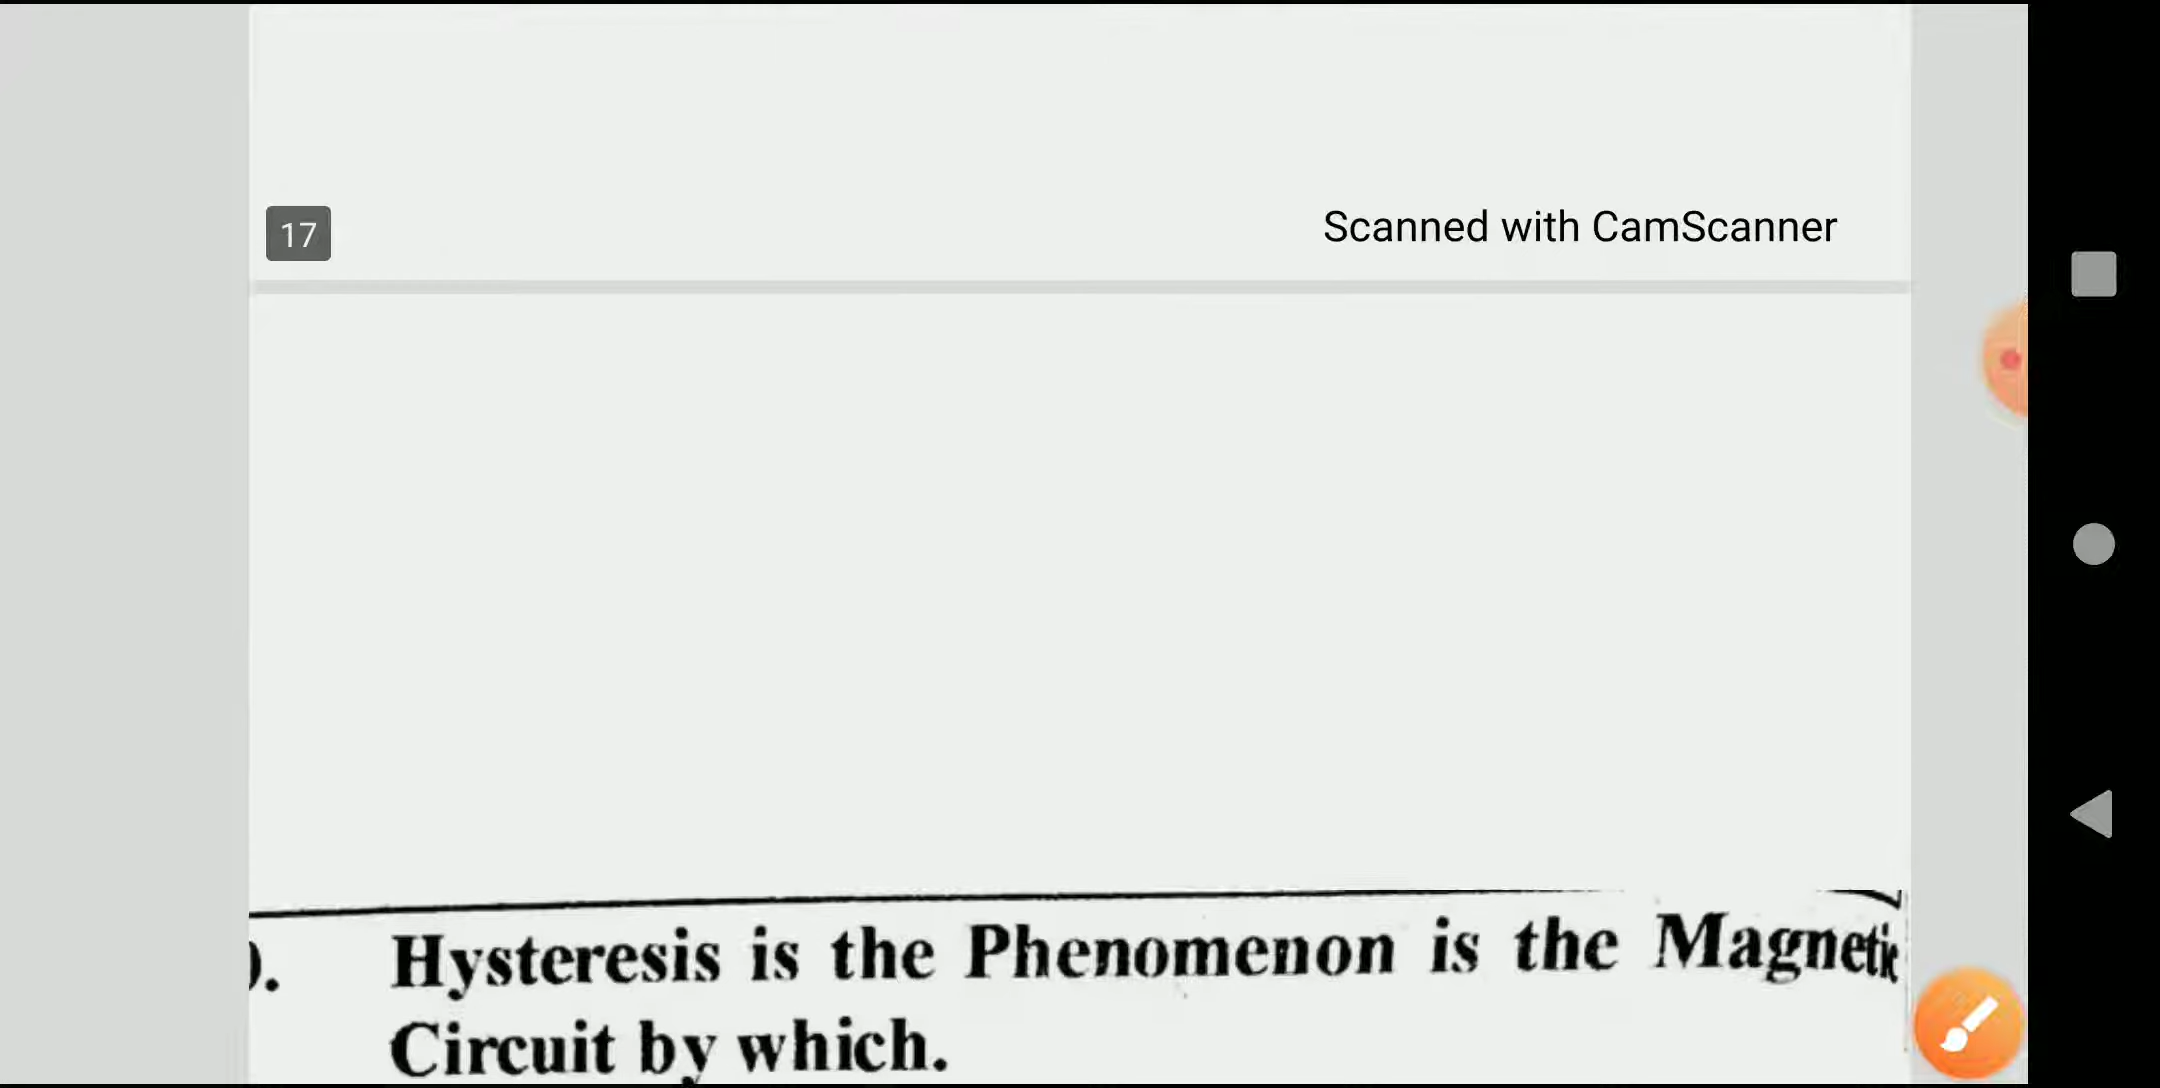 17
Scanned with CamScanner
). Hysteresis is the Phenomenon is the Magnetic
Circuit by which.